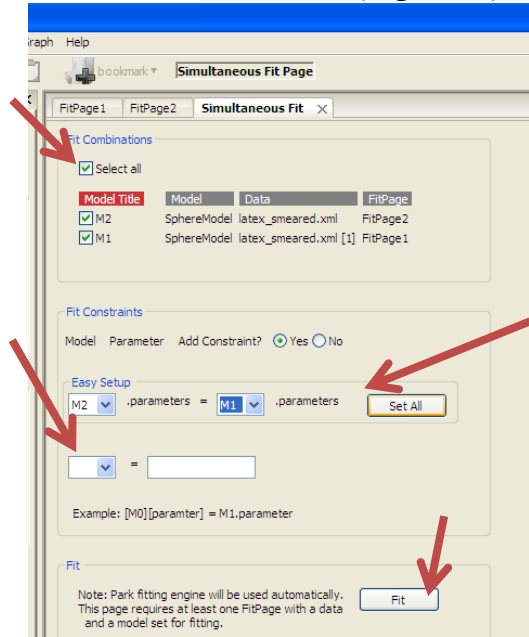 Graph Help
bookmark Simultaneous Fit Page
FitPage1 FitPage2 Simultaneous Fit
Fit Combinations
Select all
Model Title Model Data FitPage
M2 SphereModel latex_smeared.xml FitPage2
M1 SphereModel latex_smeared.xml [1] FitPage1
Fit Constraints
Model Parameter Add Constraint? Yes No
Easy Setup
M2 .parameters = M1 .parameters Set All
=
Example: [M0][paramter] = M1.parameter
Fit
Note: Park fitting engine will be used automatically.
This page requires at least one FitPage with a data
and a model set for fitting.
Fit